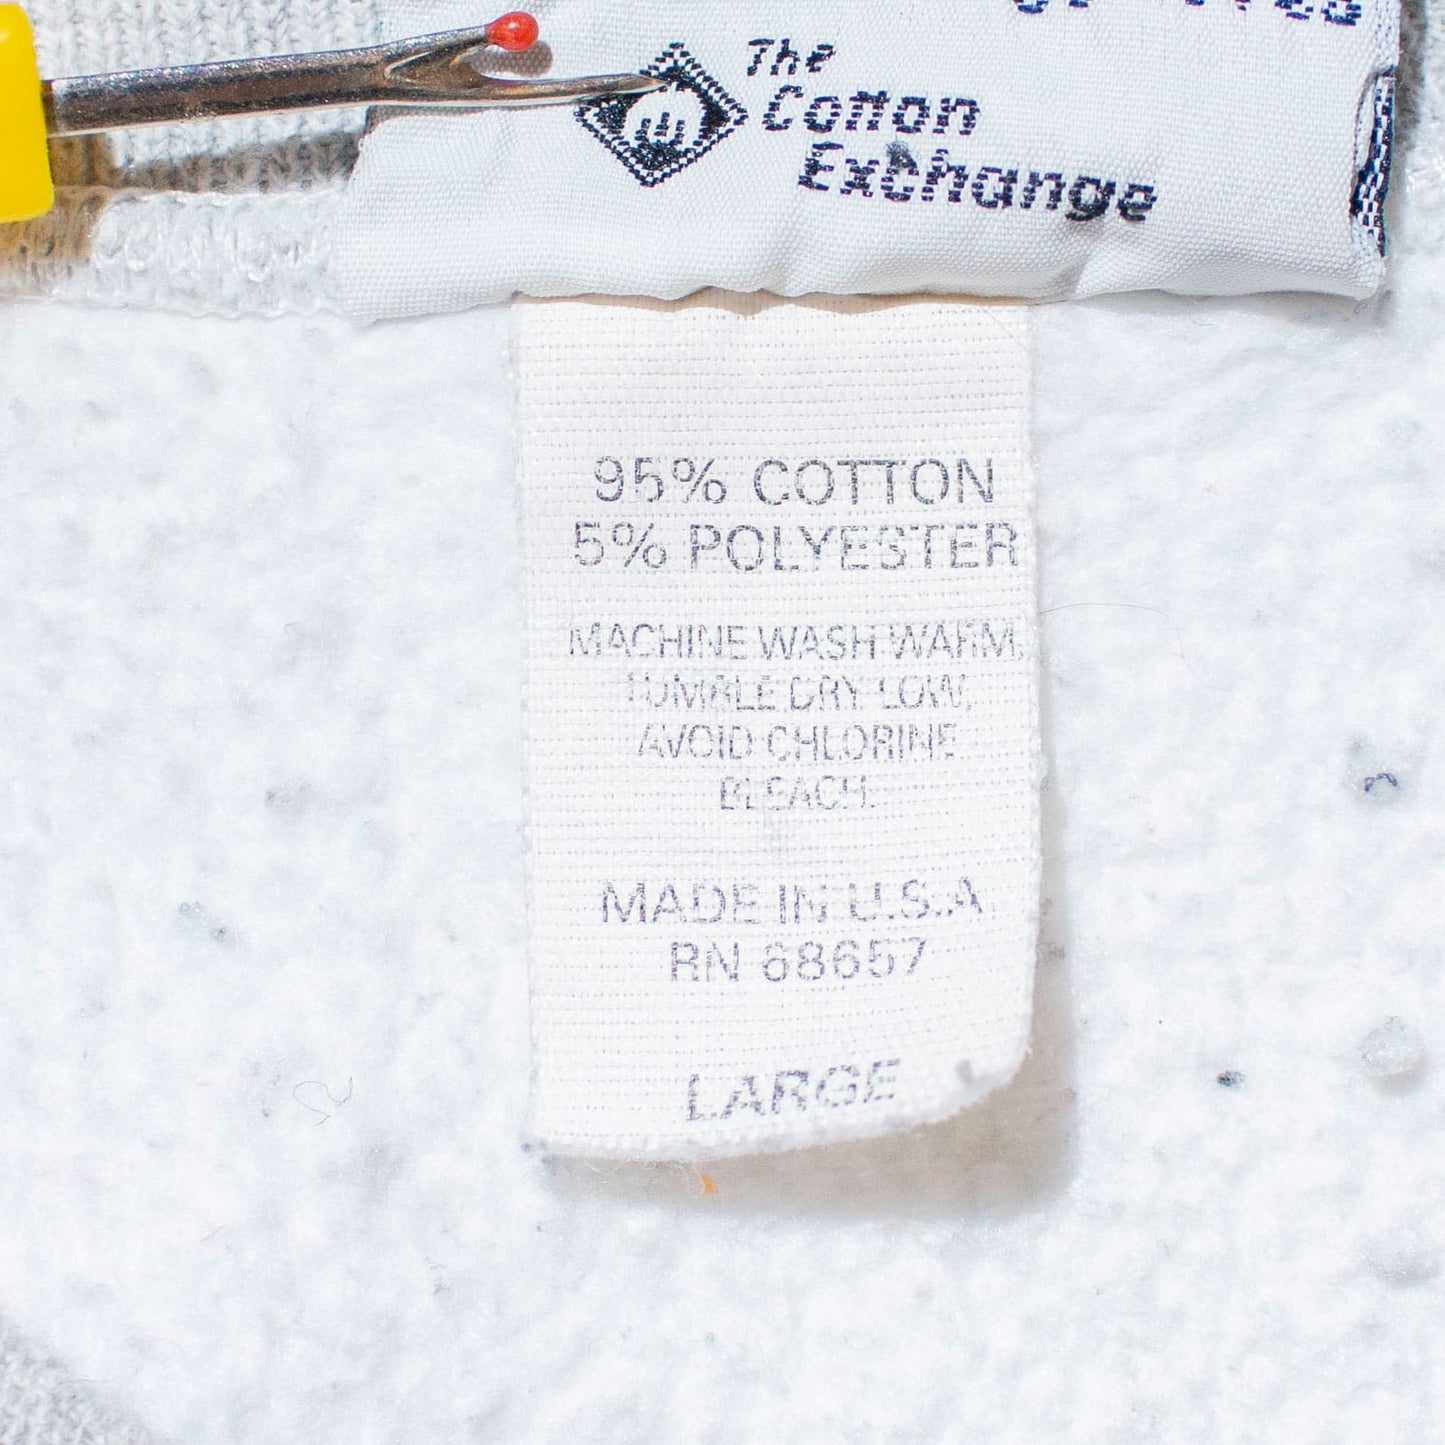 The
Cotton
Exchange
95% COTTON
5% POLYESTER
MACHINE WASH WARM.
TUMBLE DRY LOW,
AVOID CHLORINE
BLEACH.
MADE IN U.S.A
RN 68657
LARGE